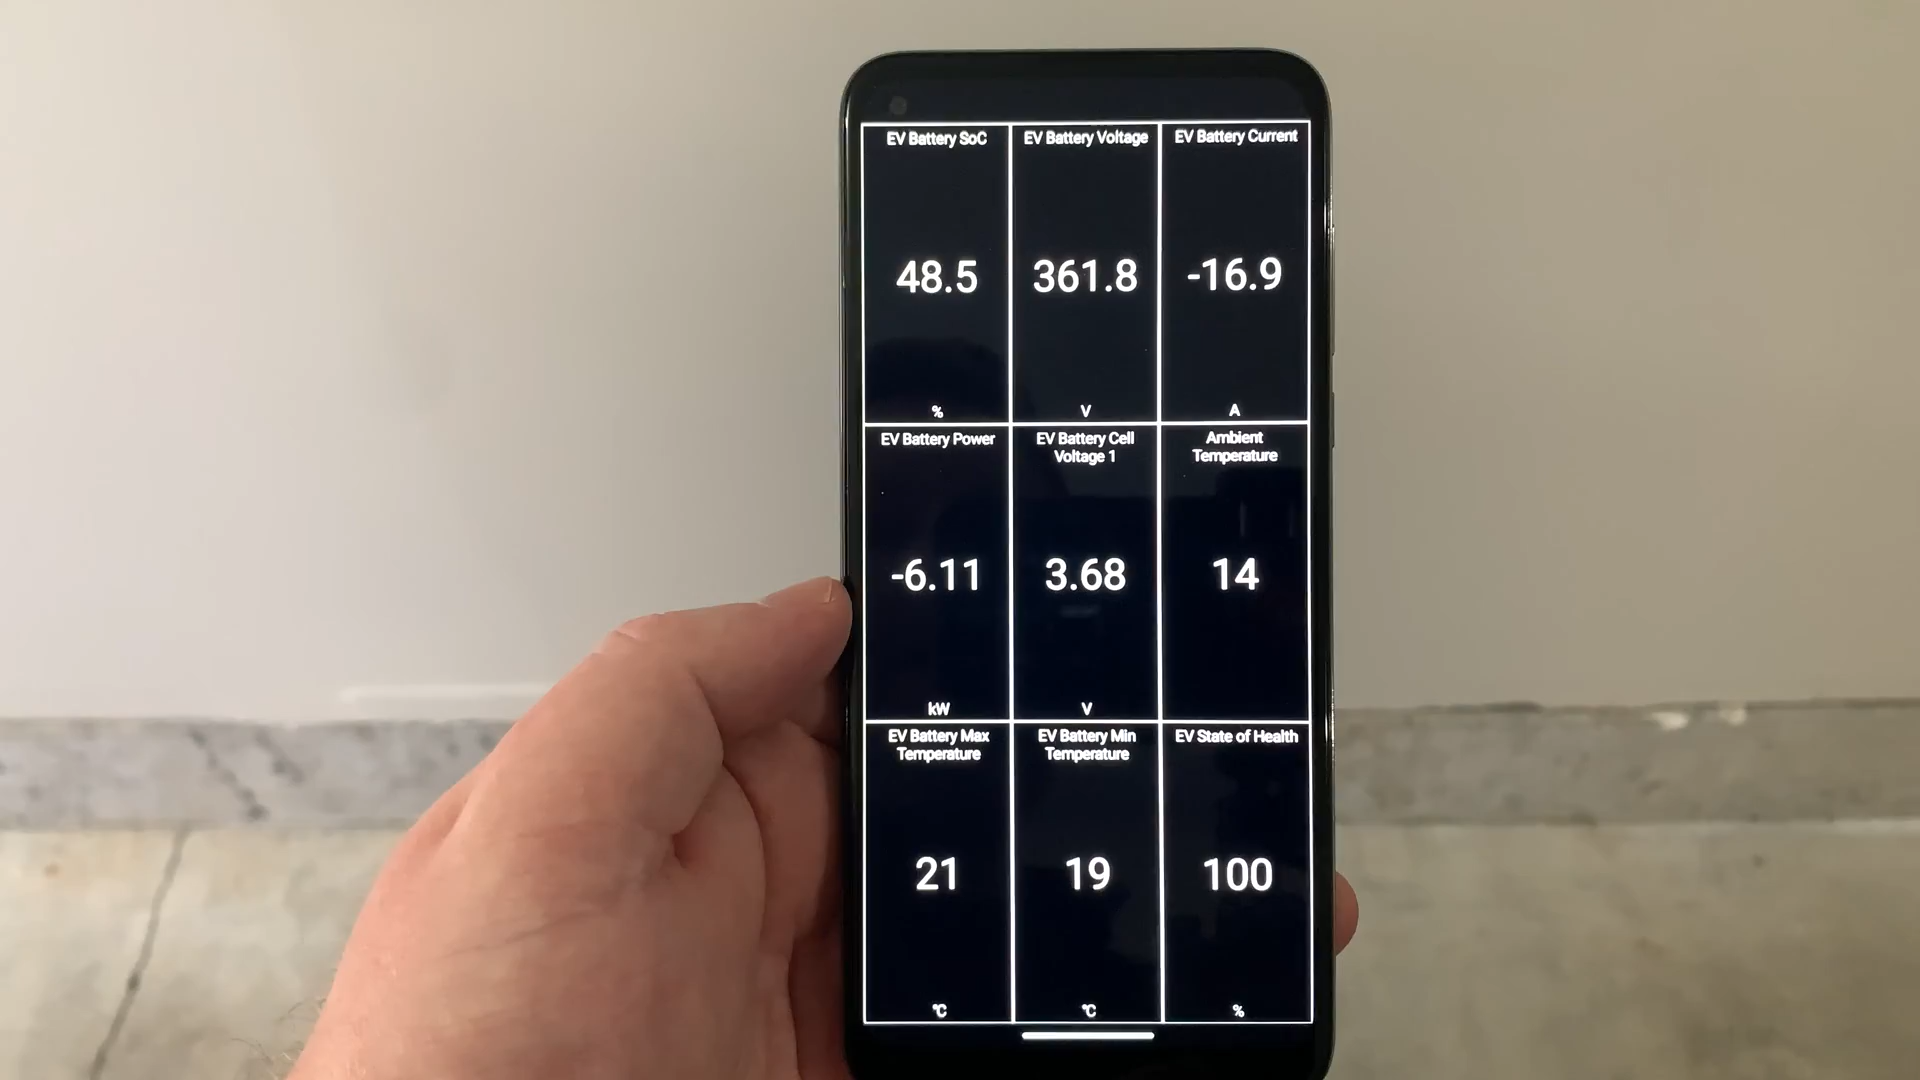 EV Battery SoC
48.5
%
EV Battery Voltage
361.8
V
EV Battery Current
-16.9
A
EV Battery Power
-6.11
kW
EV Battery Cell
Voltage 1
3.68
V
Ambient
Temperature
14
EV Battery Max
Temperature
21
℃
EV Battery Min
Temperature
19
℃
EV State of Health
100
%